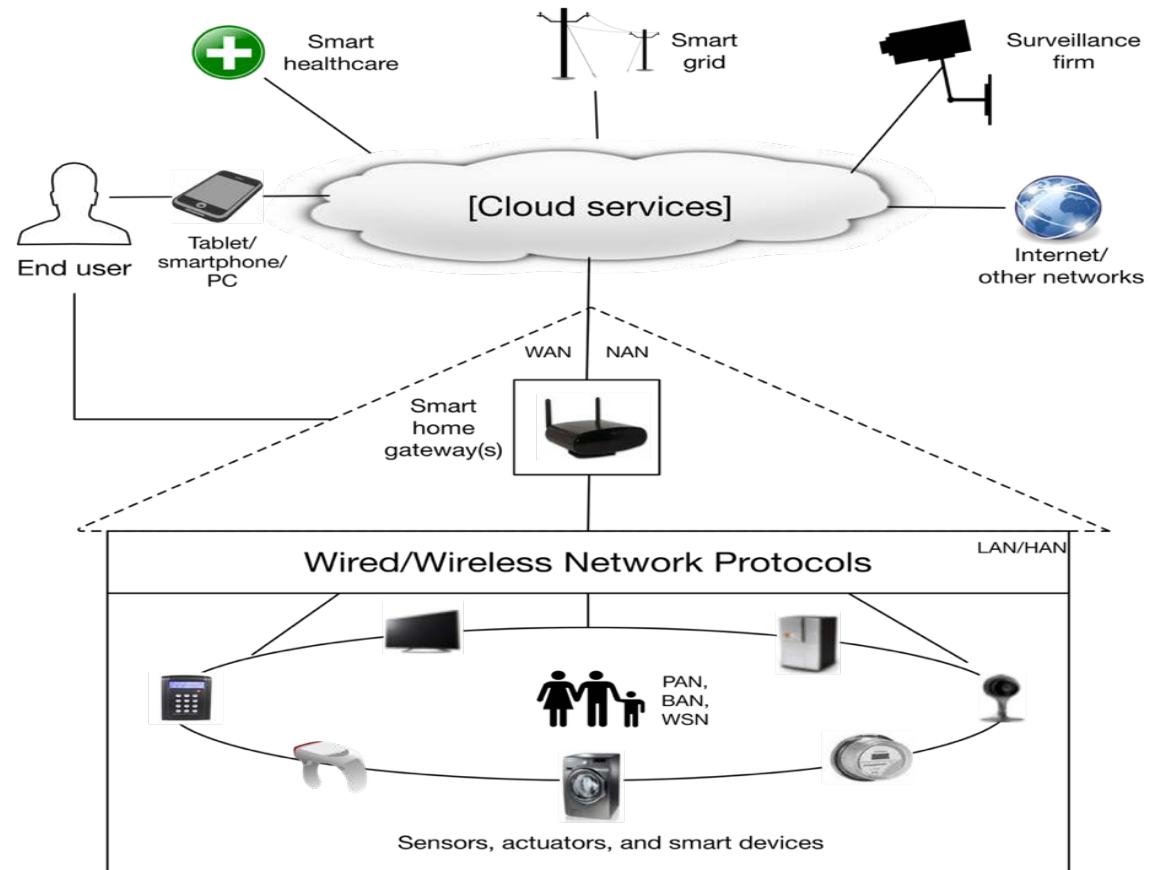 Smart
healthcare
Smart
grid
Surveillance
firm
[Cloud services]
End user
Tablet/
smartphone/
PC
Internet/
other networks
WAN
NAN
Smart
home
gateway(s)
LAN/HAN
Wired/Wireless Network Protocols
PAN,
BAN,
WSN
Sensors, actuators, and smart devices